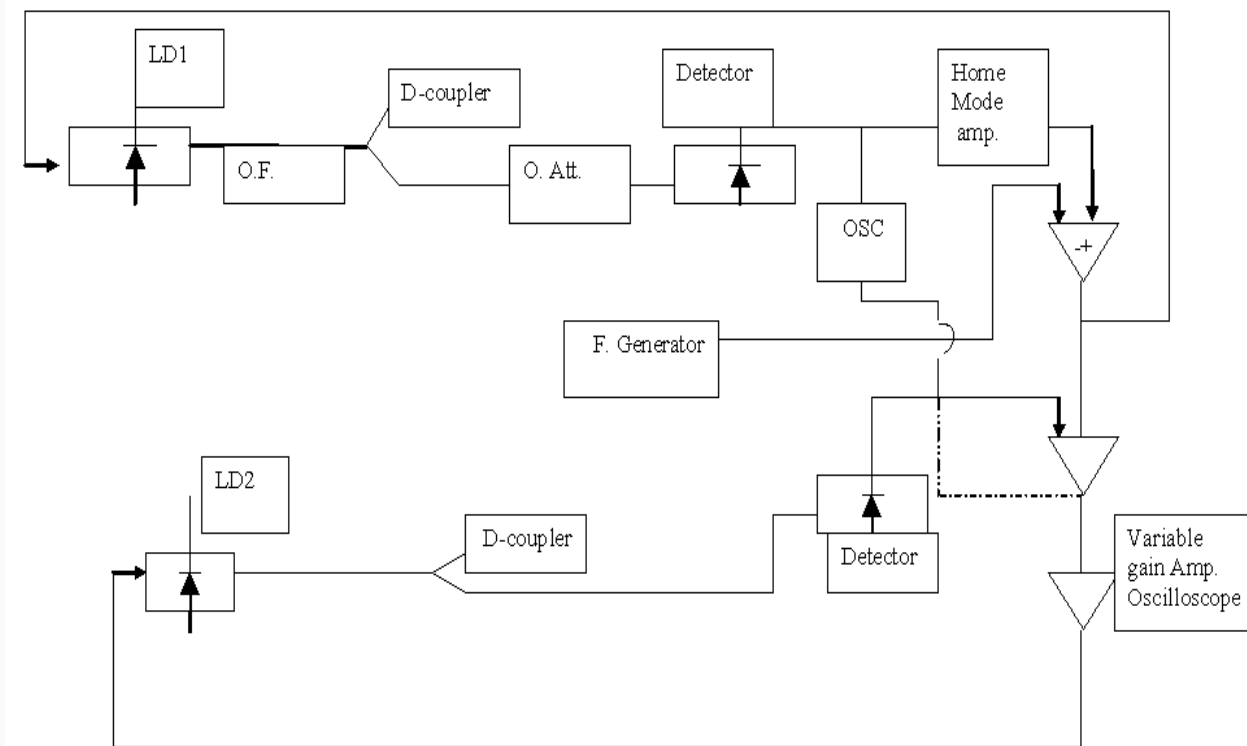 LD1
D-coupler
Detector
Home
Mode
amp.
O.F.
O. Att.
OSC
-+
F. Generator
LD2
D-coupler
Detector
Variable
gain Amp.
Oscilloscope